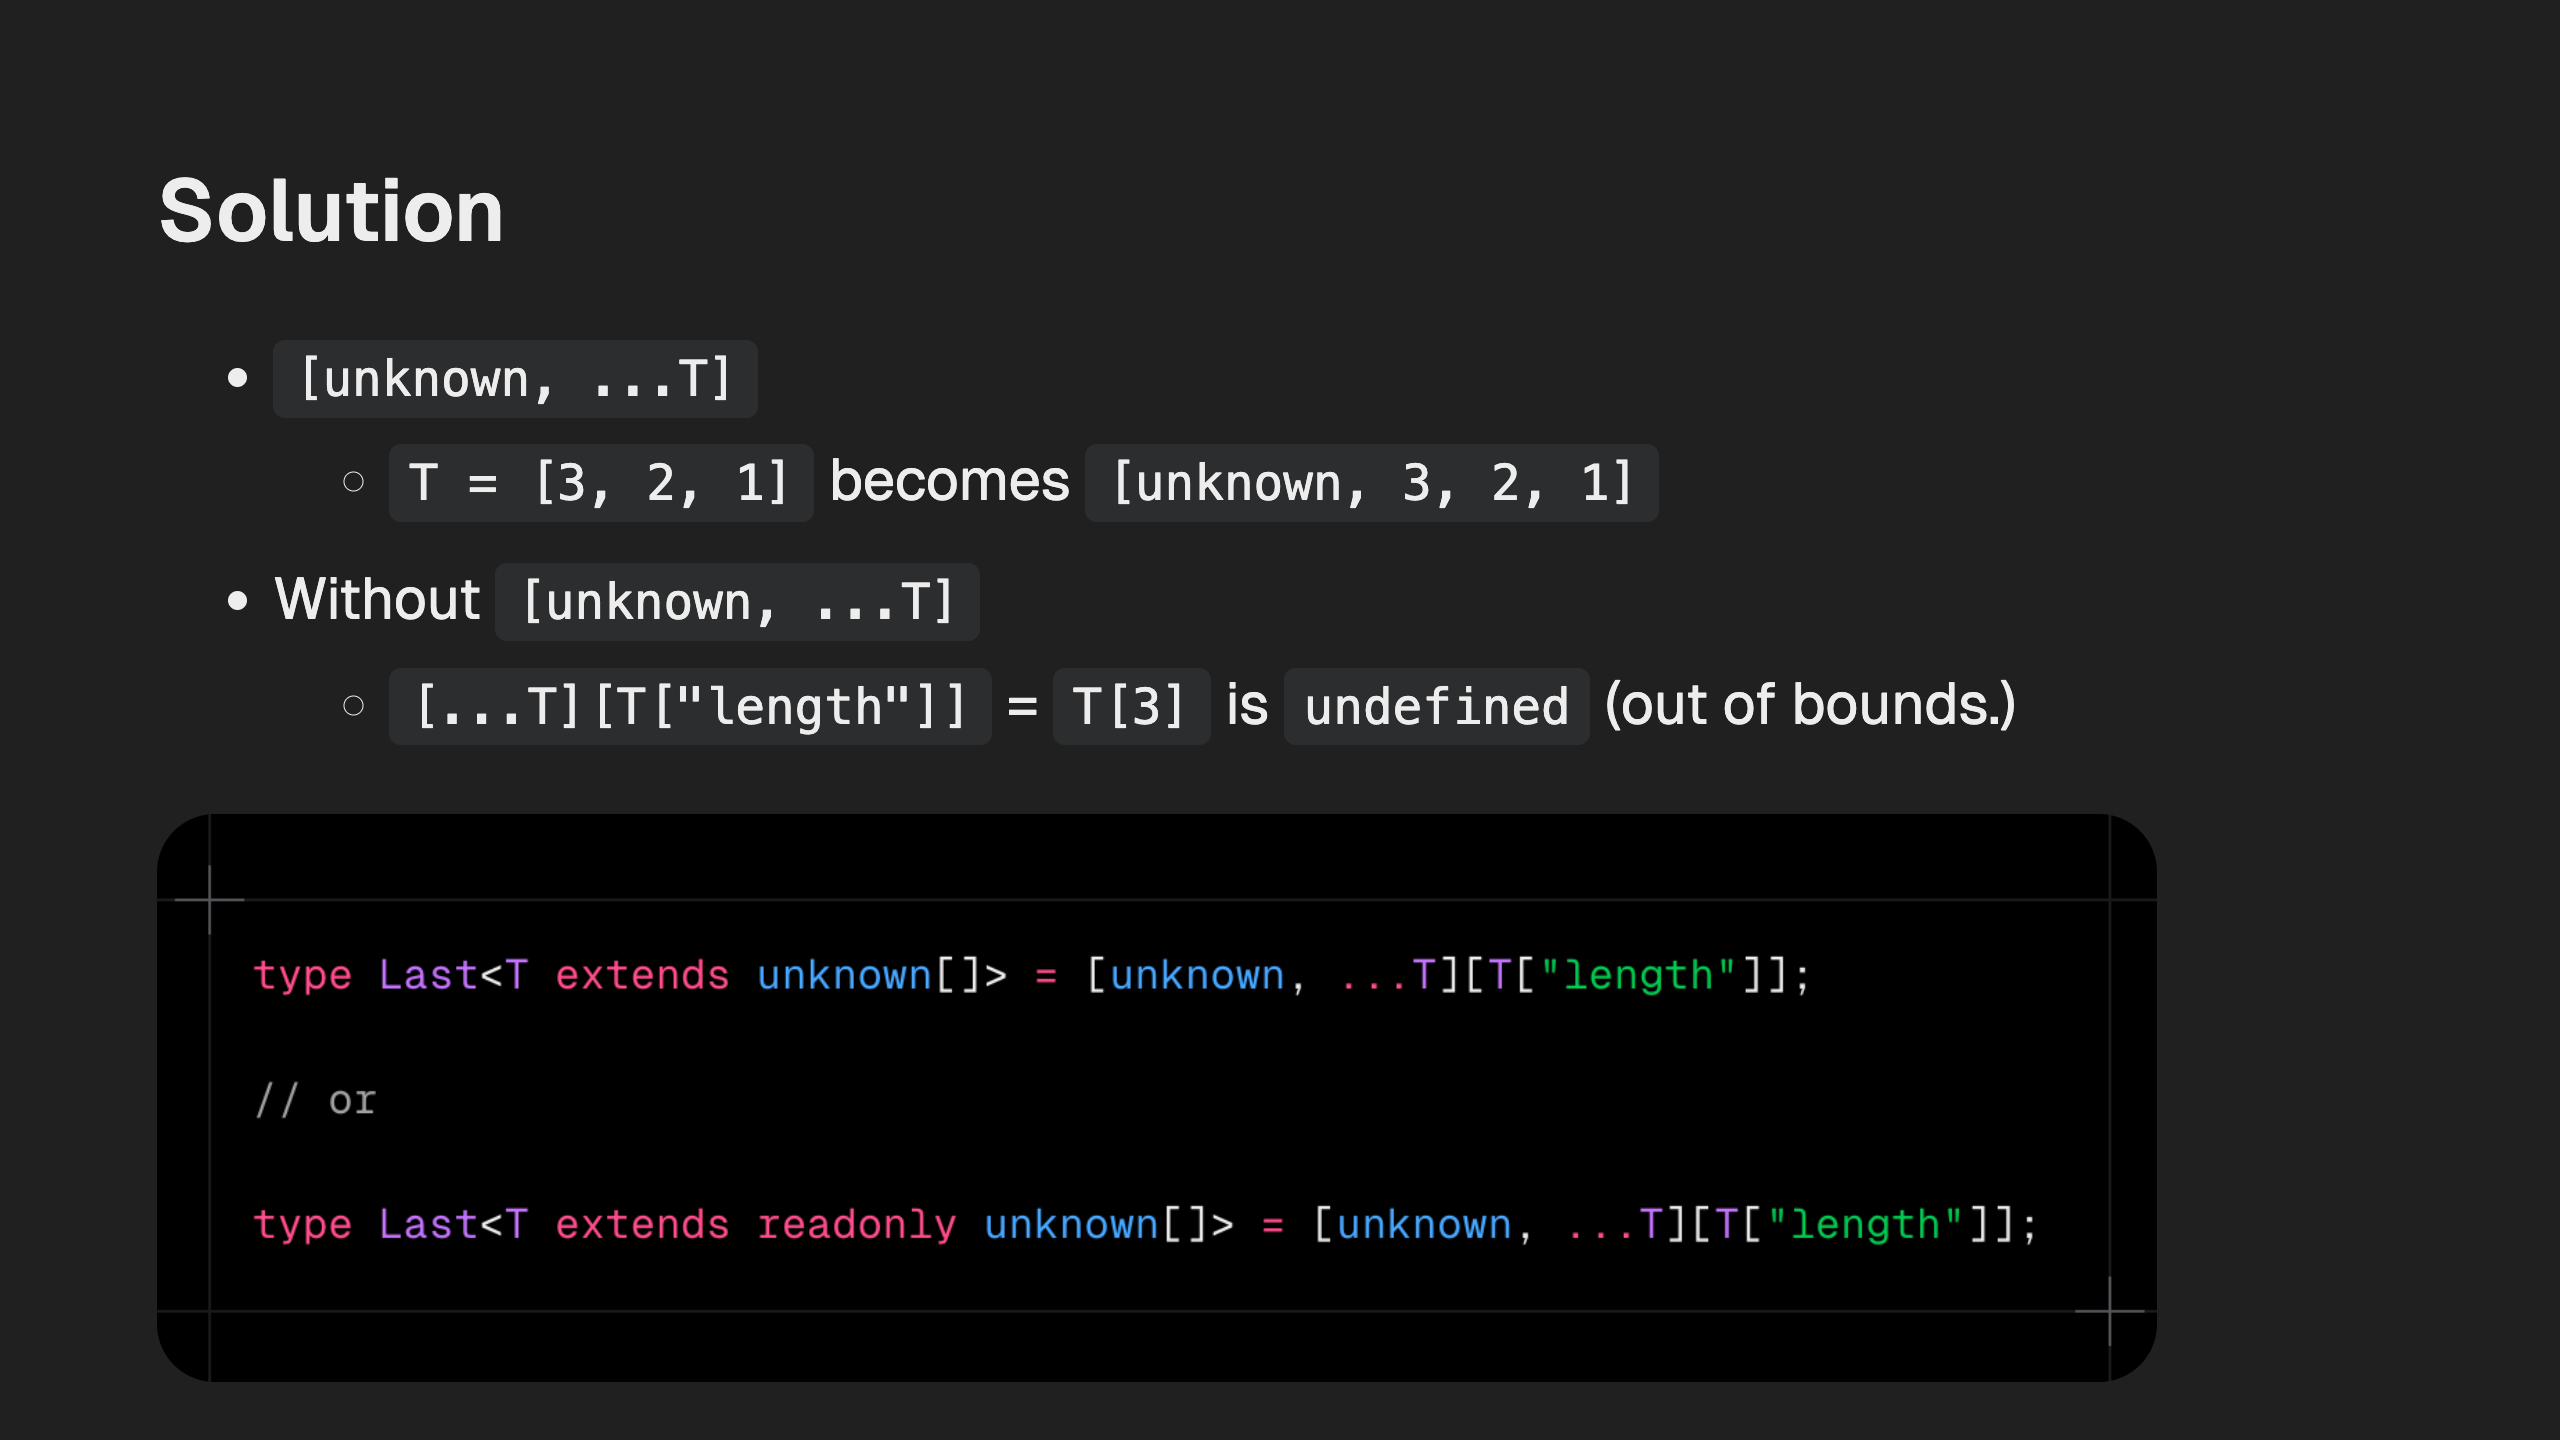 Solution
[unknown, ...T]
T = [3, 2, 1] becomes [unknown, 3, 2, 1]
Without [unknown, ...T]
[...T][T["length"]] = T[3] is undefined (out of bounds.)
type Last<T extends unknown[]> = [unknown, ...T][T["length"]];
// or
type Last<T extends readonly unknown[]> = [unknown, ...T][T["length"]];